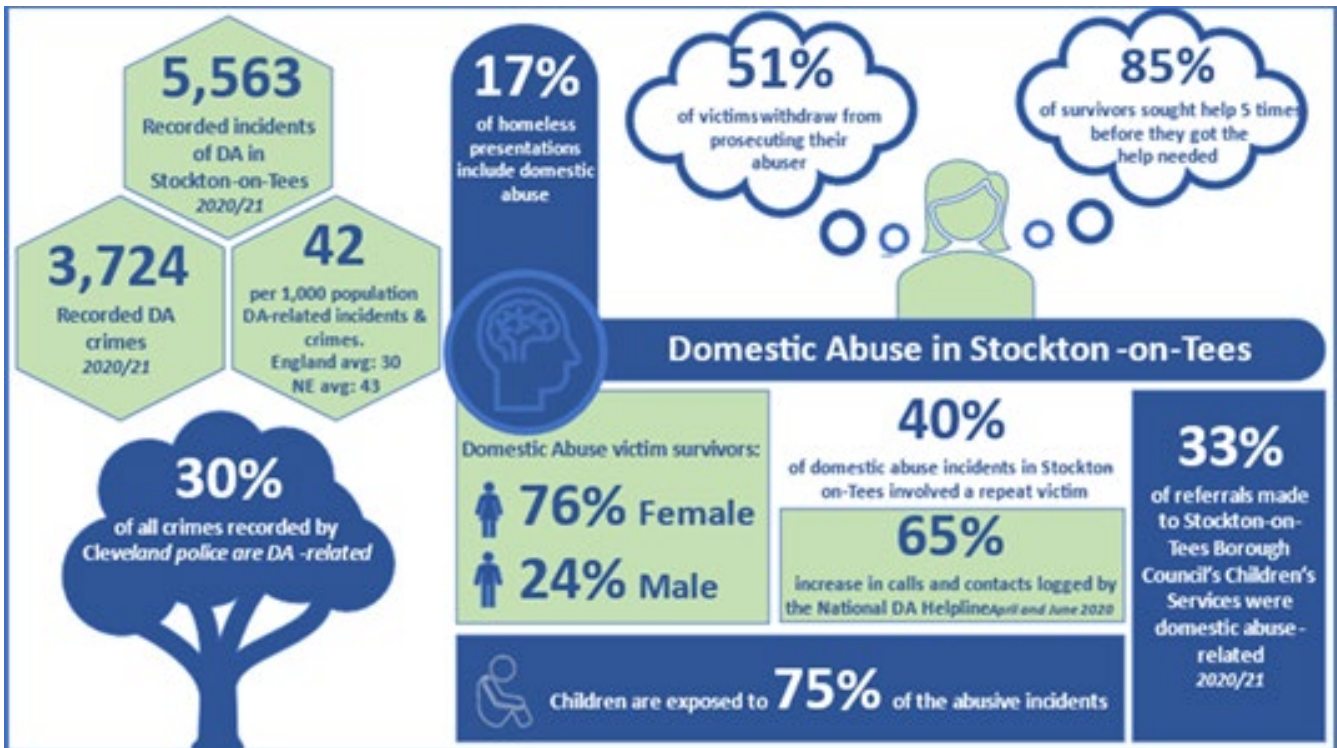 5,563
Recorded incidents
of DA in
Stockton-on-Tees
2020/21
3,724
Recorded DA
crimes
2020/21
42
per 1,000 population
DA-related incidents &
crimes.
England avg: 30
NE avg: 43
30%
of all crimes recorded by
Cleveland police are DA -related
17%
of homeless
presentations
include domestic
abuse
51%
of victims withdraw from
prosecuting their
abuser
85%
of survivors sought help 5 times
before they got the
help needed
Domestic Abuse in Stockton -on-Tees
Domestic Abuse victim survivors:
76% Female
24% Male
40%
of domestic abuse incidents in Stockton
on-Tees involved a repeat victim
65%
increase in calls and contacts logged by
the National DA Helpline April and June 2020
33%
of referrals made
to Stockton-on-
Tees Borough
Council's Children's
Services were
domestic abuse-
related
2020/21
Children are exposed to 75% of the abusive incidents